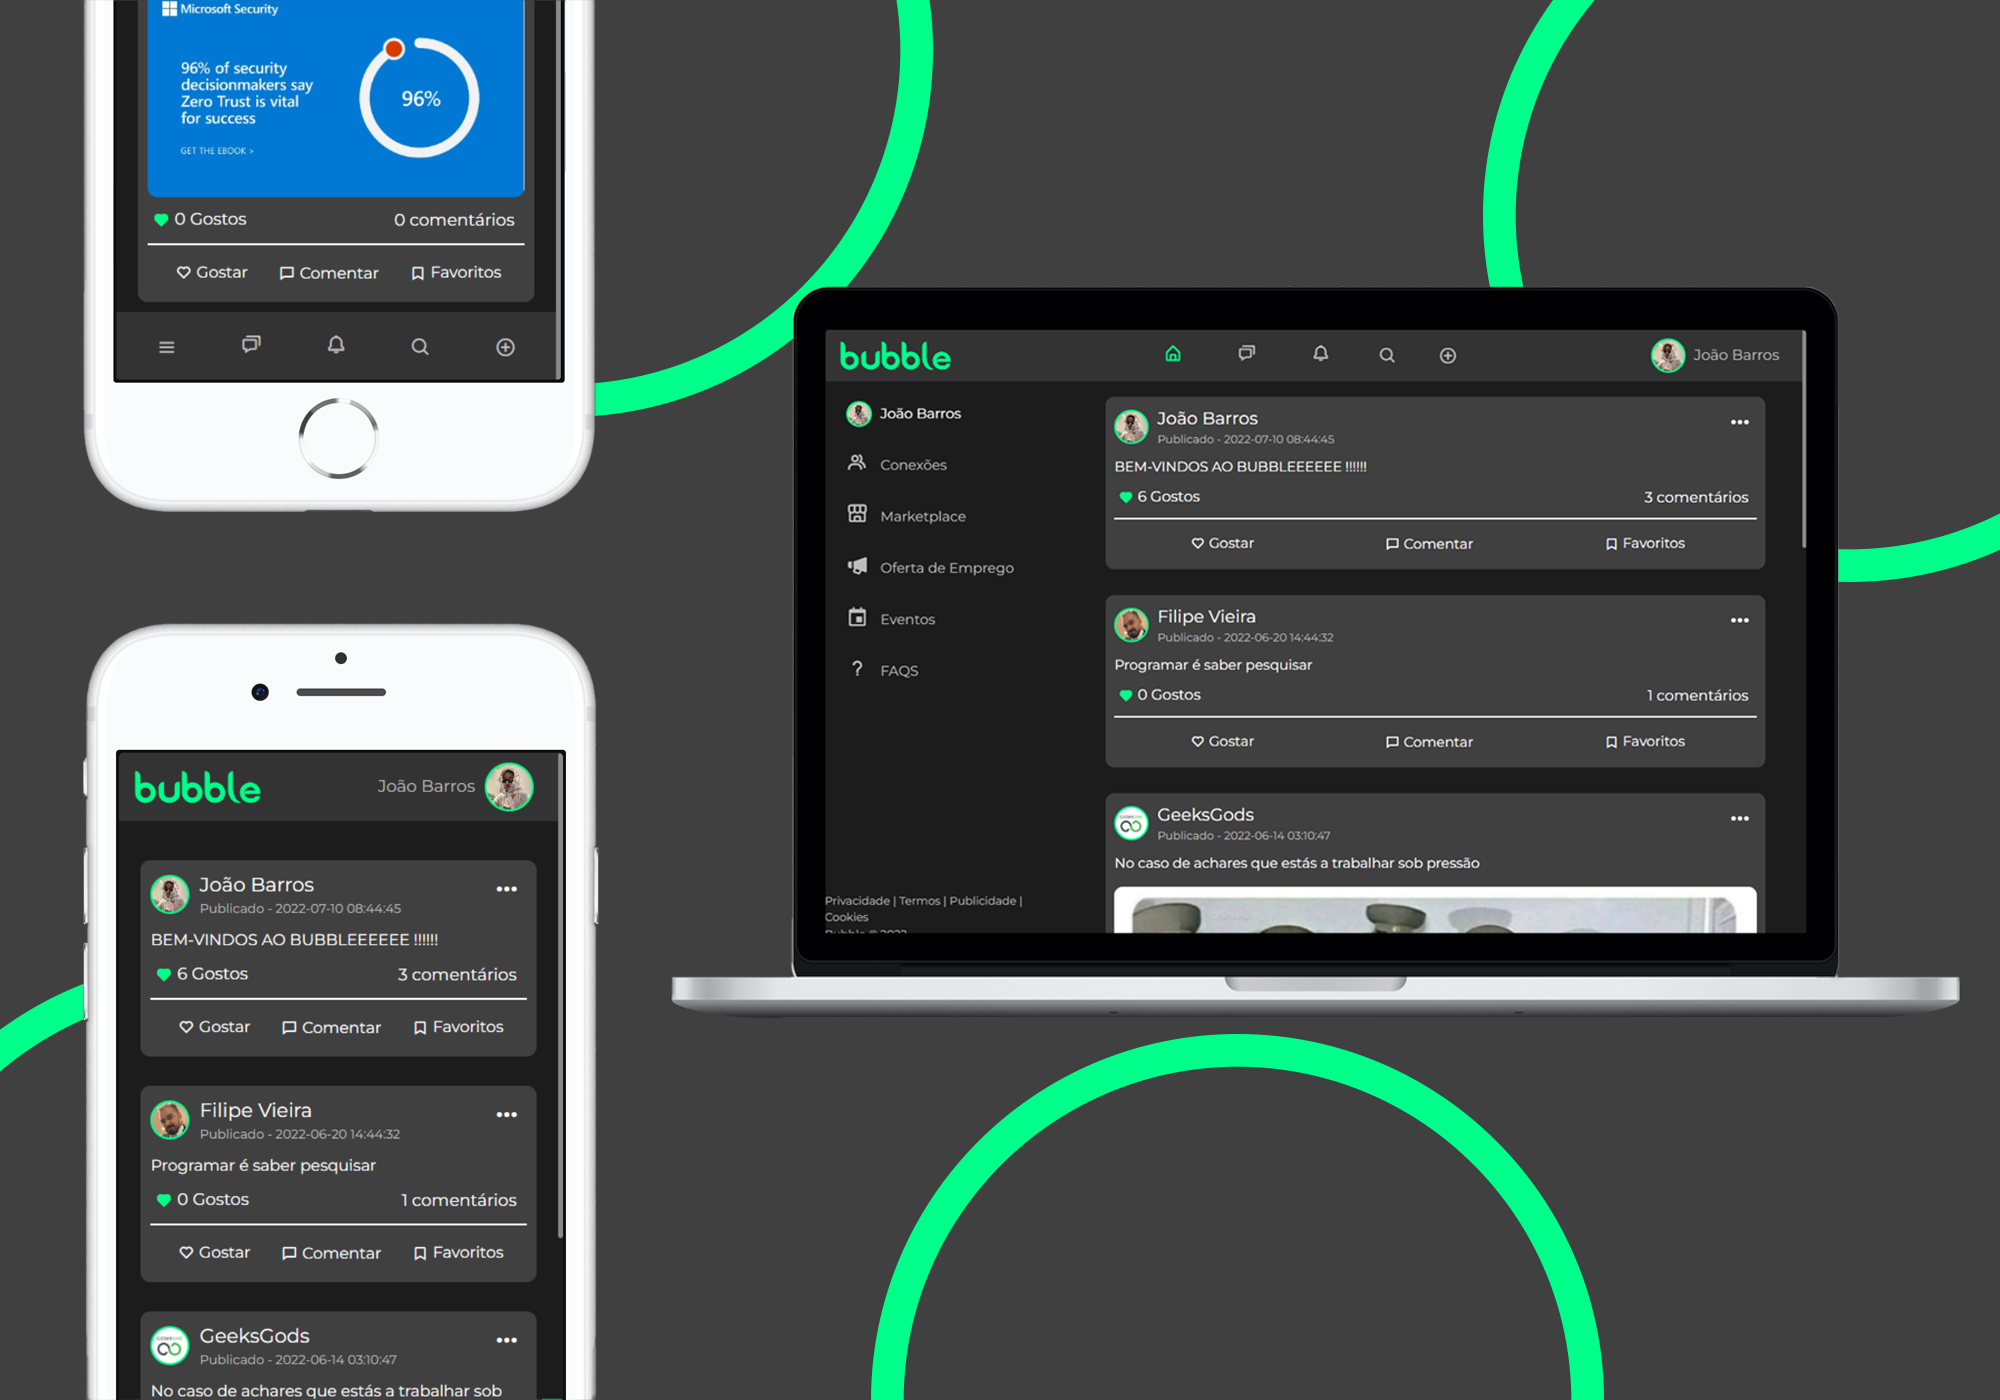 Microsoft Security
96% of security
decisionmakers say
Zero Trust is vital
for success
96%
GET THE EBOOK >
0 Gostos
0 comentários
Gostar
Comentar
Favoritos
bubble
João Barros
João Barros
Publicado - 2022-07-10 08:44:45
BEM-VINDOS AO BUBBLEEEEEE !!!!!!
6 Gostos
3 comentários
Gostar
Comentar
Favoritos
Filipe Vieira
Publicado - 2022-06-20 14:44:32
Programar é saber pesquisar
0 Gostos
1 comentários
Gostar
Comentar
Favoritos
GeeksGods
Publicado - 2022-06-14 03:10:47
No caso de achares que estás a trabalhar sob
bubble
João Barros
João Barros
Conexões
Marketplace
Oferta de Emprego
Eventos
? FAQS
Privacidade | Termos | Publicidade |
Cookies
Bubble © 2022
João Barros
Publicado - 2022-07-10 08:44:45
BEM-VINDOS AO BUBBLEEEEEE !!!!!!
6 Gostos
3 comentários
Gostar
Comentar
Favoritos
Filipe Vieira
Publicado - 2022-06-20 14:44:32
Programar é saber pesquisar
0 Gostos
1 comentários
Gostar
Comentar
Favoritos
GeeksGods
Publicado - 2022-06-14 03:10:47
No caso de achares que estás a trabalhar sob pressão